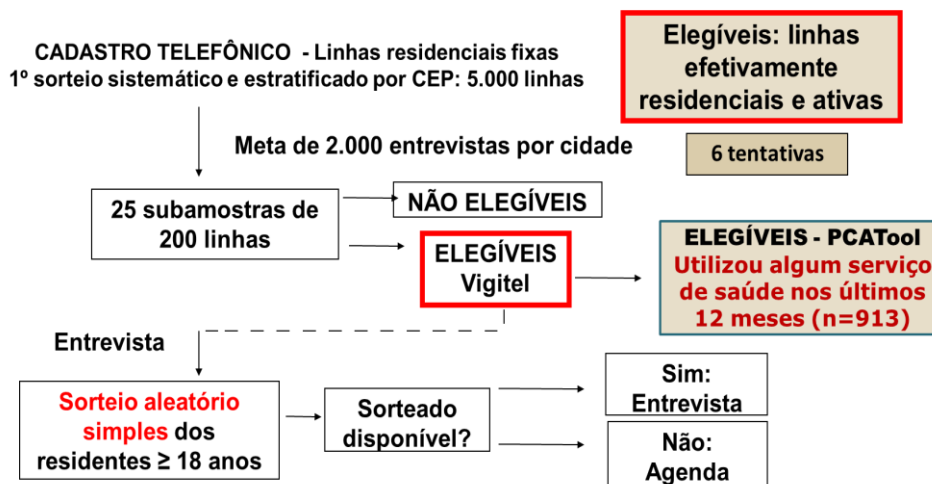 CADASTRO TELEFÔNICO - Linhas residenciais fixas
1º sorteio sistemático e estratificado por CEP: 5.000 linhas
Elegíveis: linhas
efetivamente
residenciais e ativas
Meta de 2.000 entrevistas por cidade
6 tentativas
25 subamostras de
200 linhas
NÃO ELEGÍVEIS
ELEGÍVEIS
Vigitel
ELEGÍVEIS - PCATool
Utilizou algum serviço
de saúde nos últimos
12 meses (n=913)
Entrevista
Sorteio aleatório
simples dos
residentes ≥ 18 anos
Sorteado
disponível?
Sim:
Entrevista
Não:
Agenda